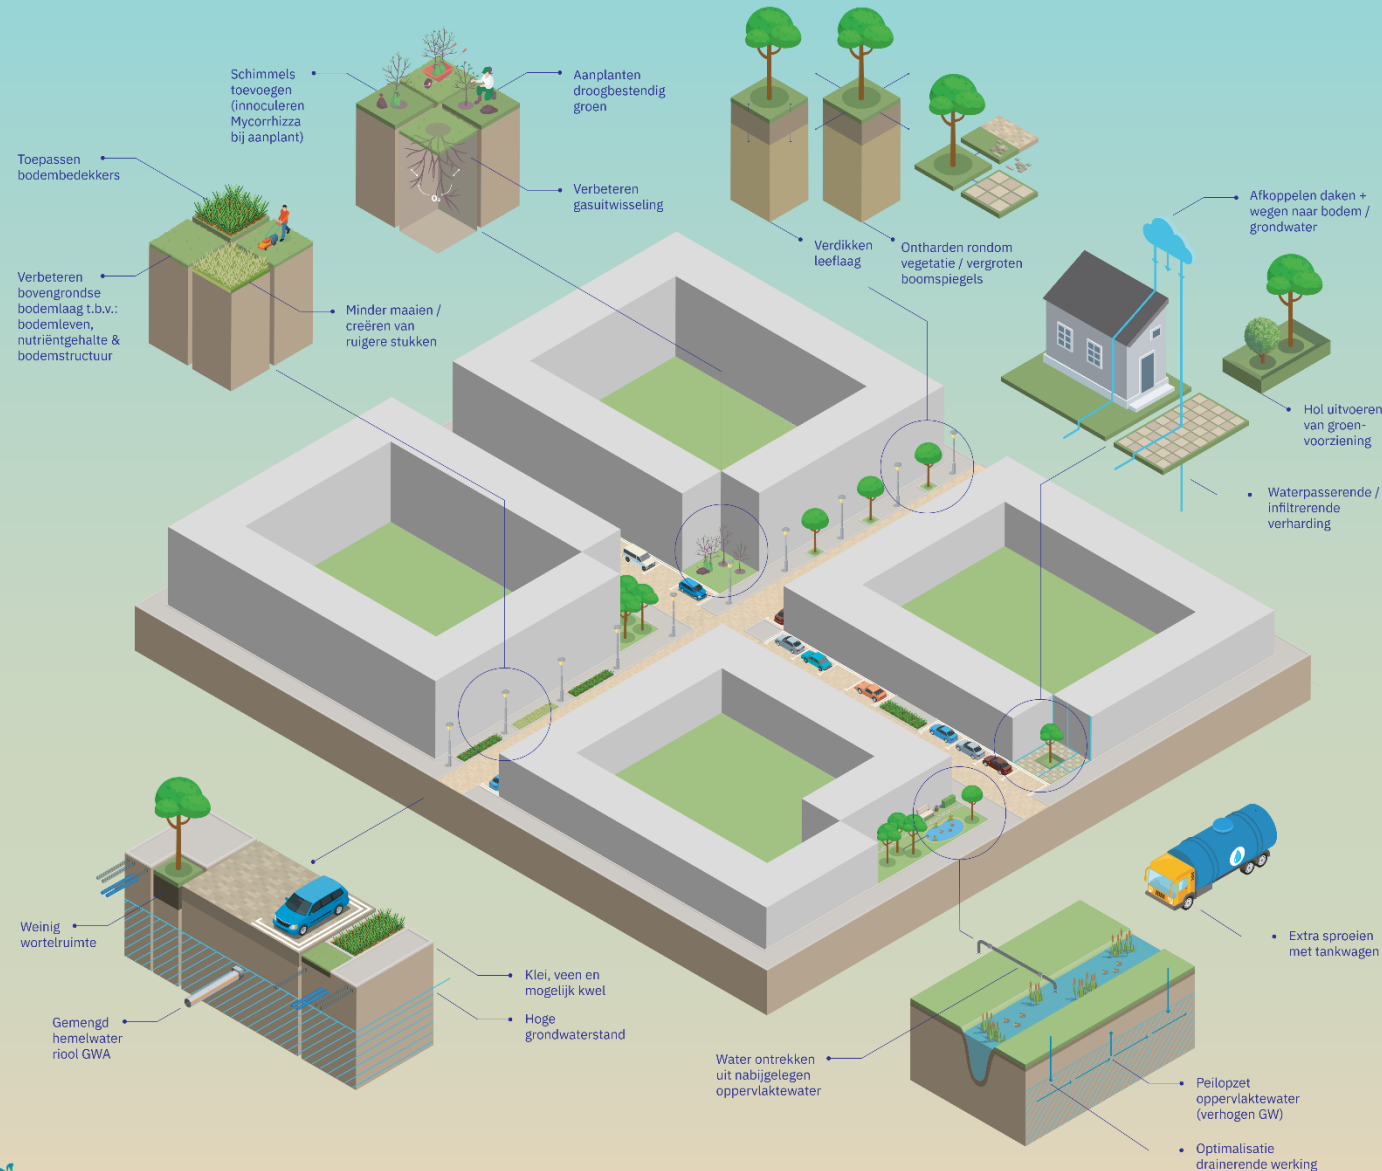 Schimmels
toevoegen
(innoculeren
Mycorrhizza
bij aanplant)
Aanplanten
droogbestendig
groen
Verbeteren
gasuitwisseling
O₂
Toepassen
bodembedekkers
Verbeteren
bovengrondse
bodemlaag t.b.v.:
bodemleven,
nutriëntgehalte &
bodemstructuur
Minder maaien /
creëren van
ruigere stukken
Verdikken
leeflaag
Ontharden rondom
vegetatie / vergroten
boomspiegels
Afkoppelen daken +
wegen naar bodem /
grondwater
Hol uitvoeren
van groen-
voorziening
Waterpasserende /
infiltrerende
verharding
Weinig
wortelruimte
Gemengd
hemelwater
riool GWA
Klei, veen en
mogelijk kwel
Hoge
grondwaterstand
Water ontrekken
uit nabijgelegen
oppervlaktewater
Extra sproeien
met tankwagen
Peilopzet
oppervlaktewater
(verhogen GW)
Optimalisatie
drainerende werking